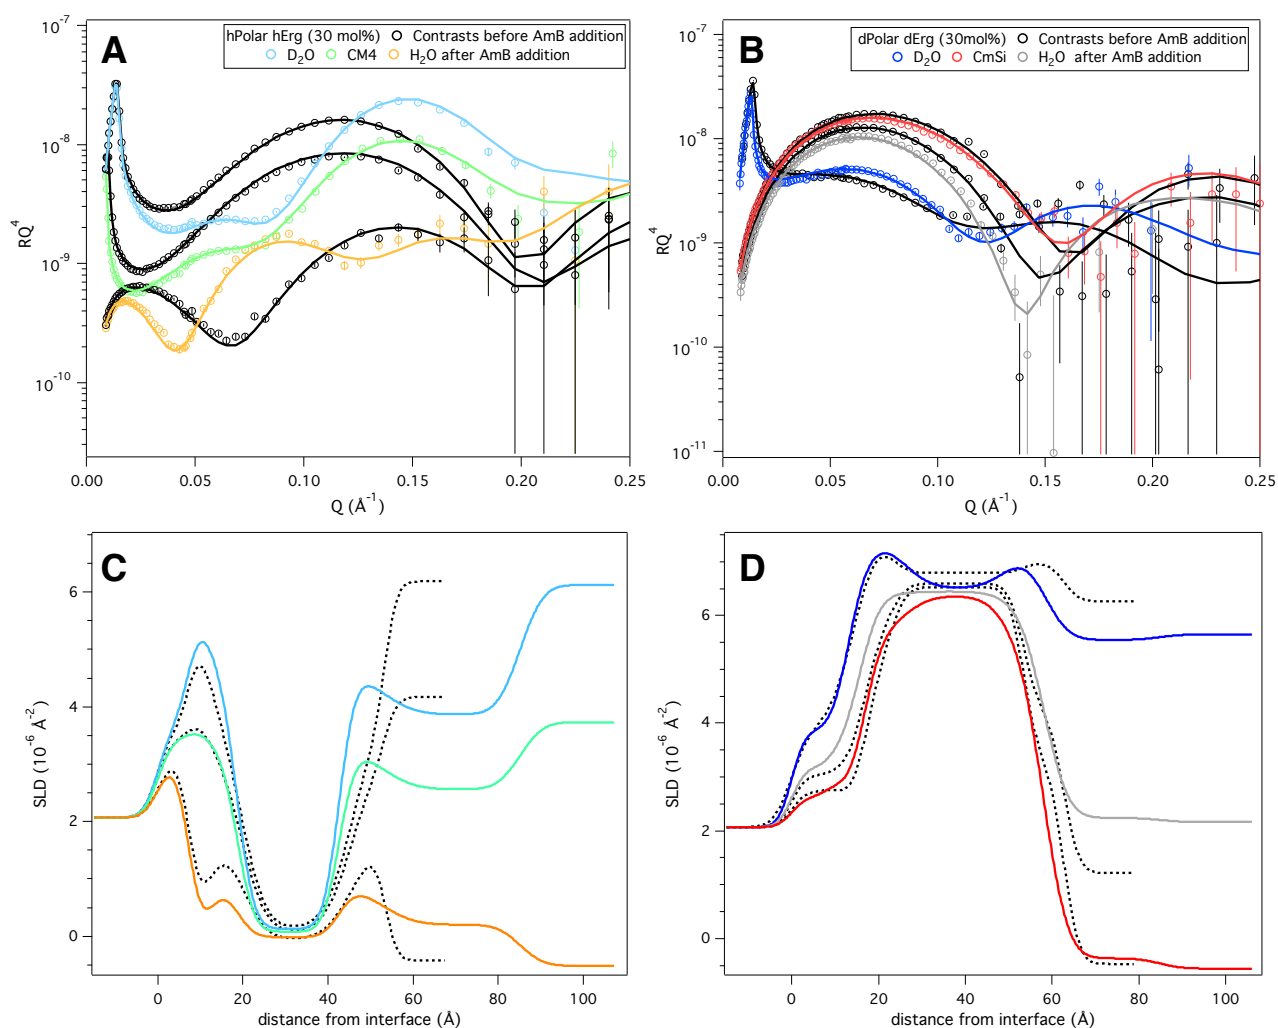 A
hPolar hErg (30 mol%) Contrasts before AmB addition
D2O CM4 H2O after AmB addition
10-7
10-8
10-9
10-10
RQ4
0.00 0.05 0.10 0.15 0.20 0.25
Q (Å-1)
B
dPolar dErg (30mol%) Contrasts before AmB addition
D2O CmSi H2O after AmB addition
10-7
10-8
10-9
10-10
10-11
RQ4
0.00 0.05 0.10 0.15 0.20 0.25
Q (Å-1)
C
6
4
2
0
SLD (10-6 Å-2)
0 20 40 60 80 100
distance from interface (Å)
D
6
4
2
0
SLD (10-6 Å-2)
0 20 40 60 80 100
distance from interface (Å)